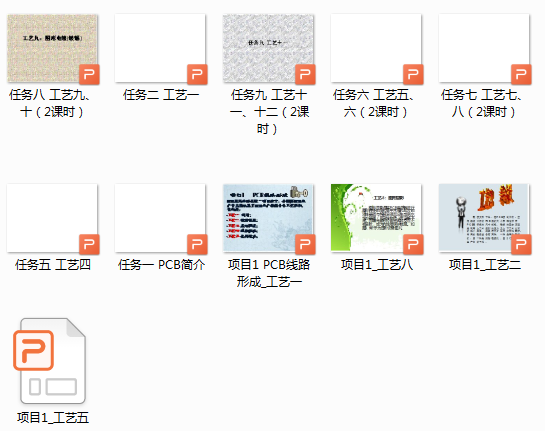 工艺九、图形电镀(镀锡)
任务九 工艺十一
任务八 工艺九、
十（2课时）
任务二 工艺一
任务九 工艺十
一、十二（2课
时）
任务六 工艺五、
六（2课时）
任务七 工艺七、
八（2课时）
任务五 工艺四
任务一 PCB简介
项目1 PCB线路
形成_工艺一
项目1_工艺八
项目1_工艺二
项目1_工艺五